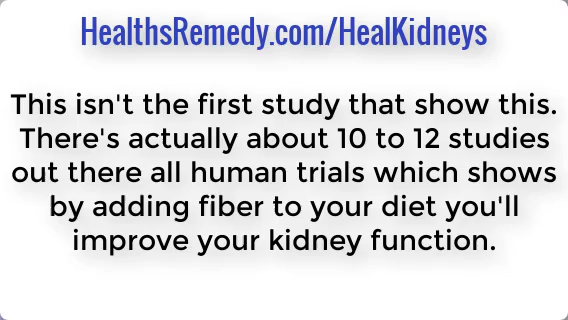 HealthsRemedy.com/HealKidneys
This isn't the first study that show this.
There's actually about 10 to 12 studies
out there all human trials which shows
by adding fiber to your diet you'll
improve your kidney function.